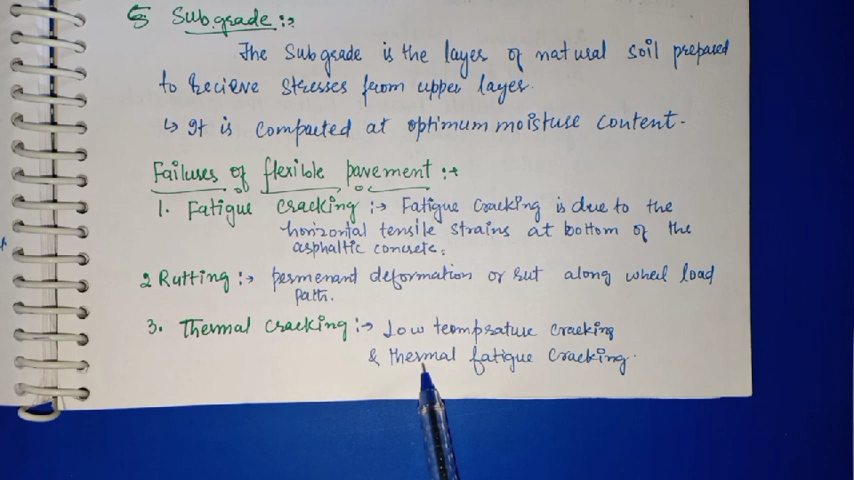 5 Subgrade :-
The Subgrade is the layer of natural soil prepared
to recieve stresses from upper layer.
↳ It is compacted at optimum moisture content.
Failures of flexible pavement :→
1. Fatigue cracking :→ Fatigue cracking is due to the
horizontal tensile strains at bottom of the
asphaltic concrete.
2 Rutting :→ permenant deformation or rut along wheel load
path.
3. Thermal cracking :→ Low temprature cracking
& thermal fatigue cracking.